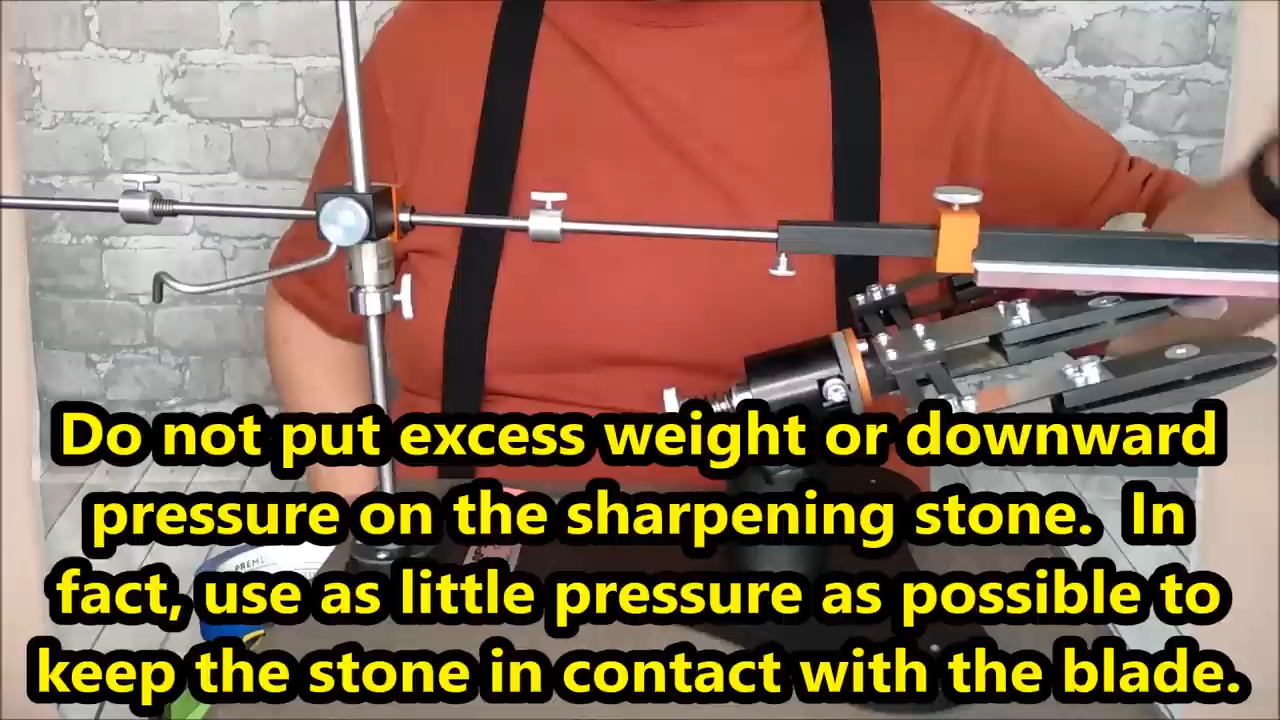 Do not put excess weight or downward
pressure on the sharpening stone.  In
fact, use as little pressure as possible to
keep the stone in contact with the blade.